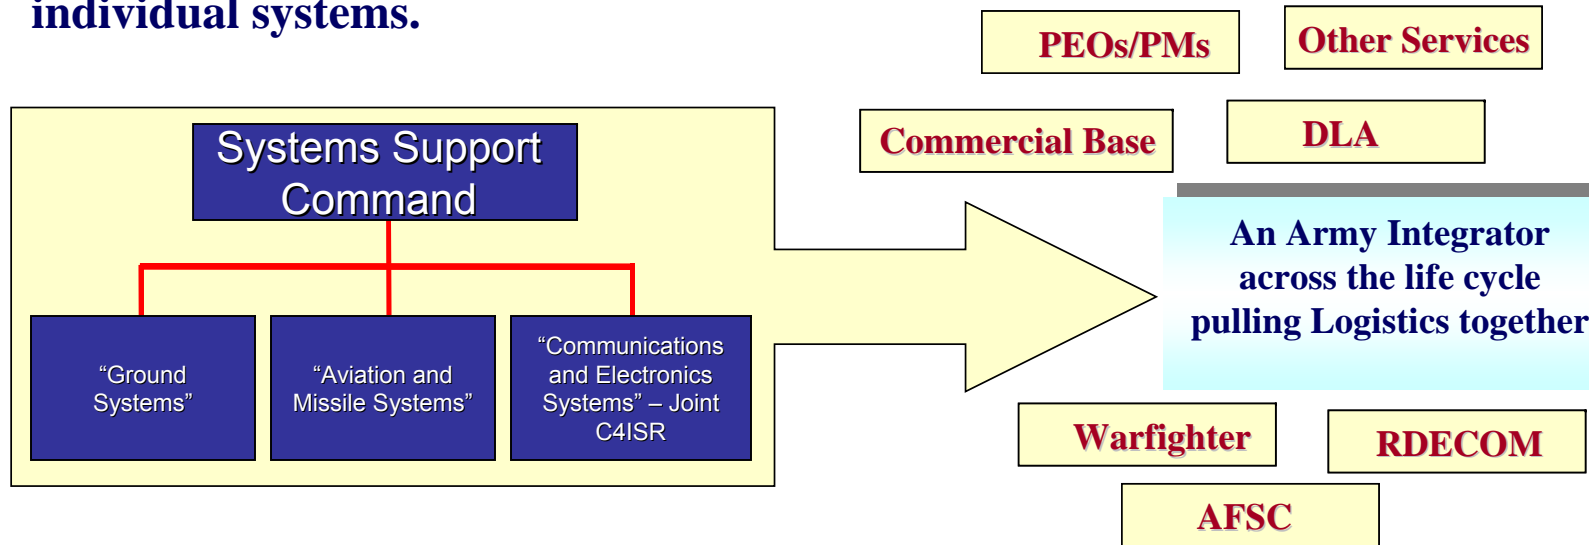 individual systems.
PEOs/PMs
Other Services
Commercial Base
DLA
Systems Support
Command
“Ground
Systems”
“Aviation and
Missile Systems”
“Communications
and Electronics
Systems” – Joint
C4ISR
An Army Integrator
across the life cycle
pulling Logistics together
Warfighter
RDECOM
AFSC